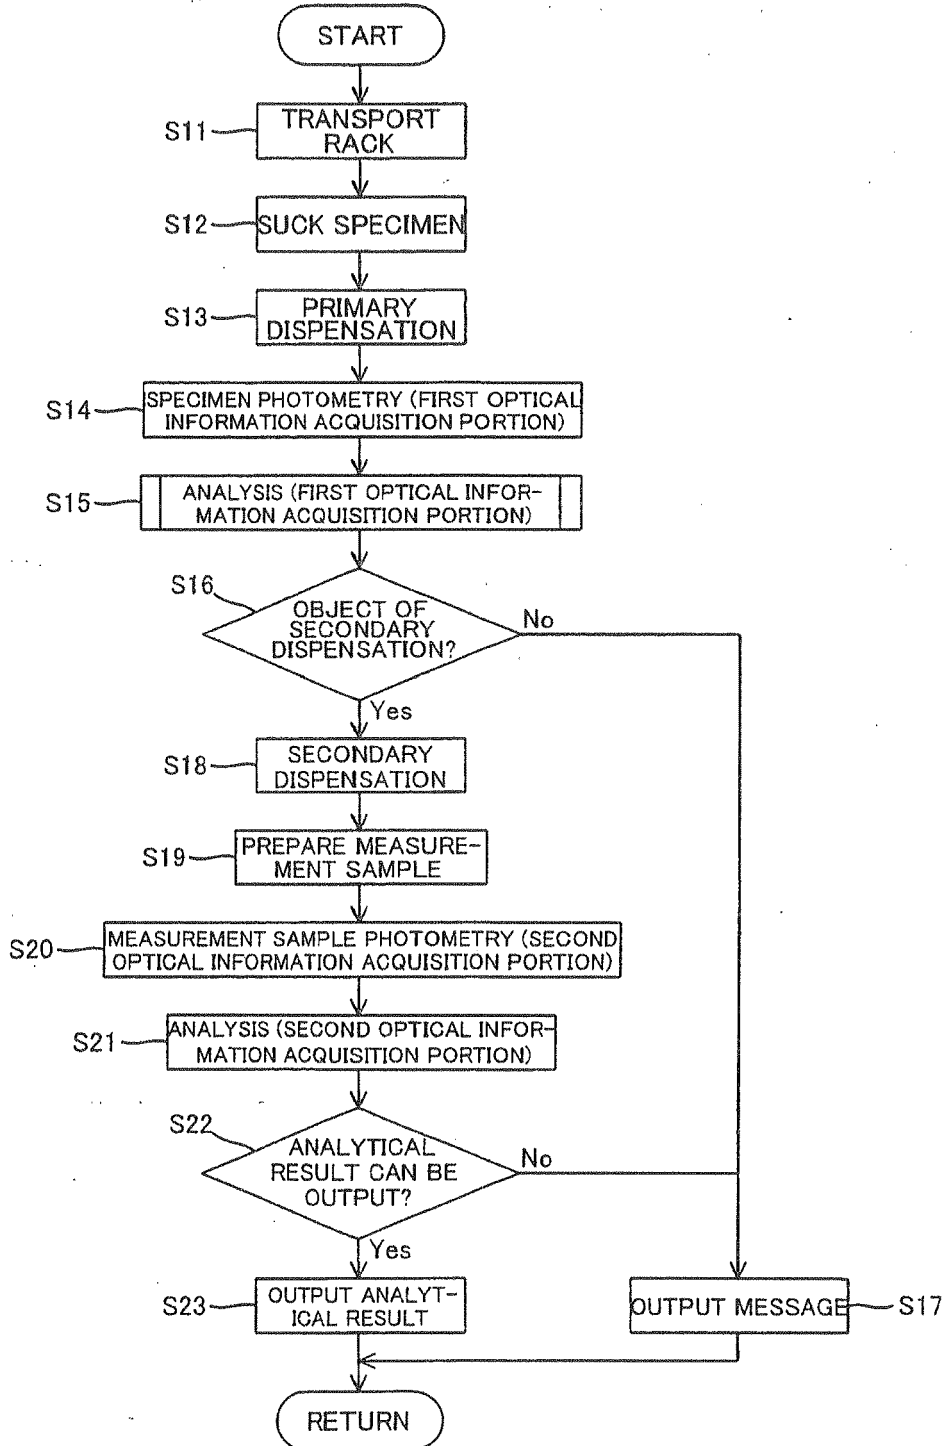 START
S11
TRANSPORT
RACK
S12
SUCK SPECIMEN
S13
PRIMARY
DISPENSATION
S14
SPECIMEN PHOTOMETRY (FIRST OPTICAL
INFORMATION ACQUISITION PORTION)
S15
ANALYSIS (FIRST OPTICAL INFOR-
MATION ACQUISITION PORTION)
S16
OBJECT OF
SECONDARY
DISPENSATION?
No
Yes
S18
SECONDARY
DISPENSATION
S19
PREPARE MEASURE-
MENT SAMPLE
S20
MEASUREMENT SAMPLE PHOTOMETRY (SECOND
OPTICAL INFORMATION ACQUISITION PORTION)
S21
ANALYSIS (SECOND OPTICAL INFOR-
MATION ACQUISITION PORTION)
S22
ANALYTICAL
RESULT CAN BE
OUTPUT?
No
Yes
S23
OUTPUT ANALYT-
ICAL RESULT
OUTPUT MESSAGE
S17
RETURN